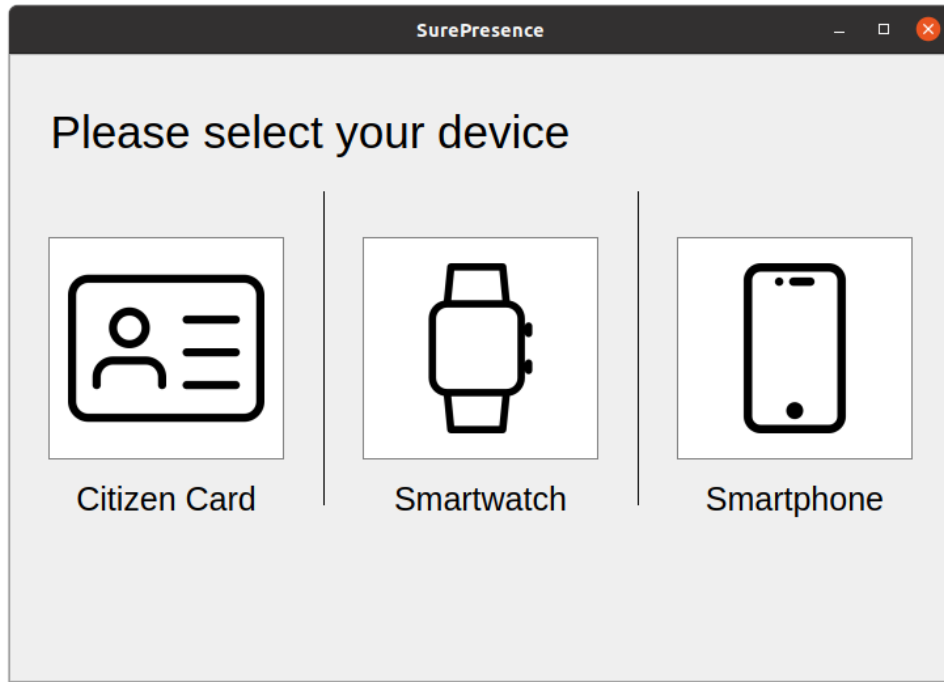 SurePresence
Please select your device
Citizen Card
Smartwatch
Smartphone